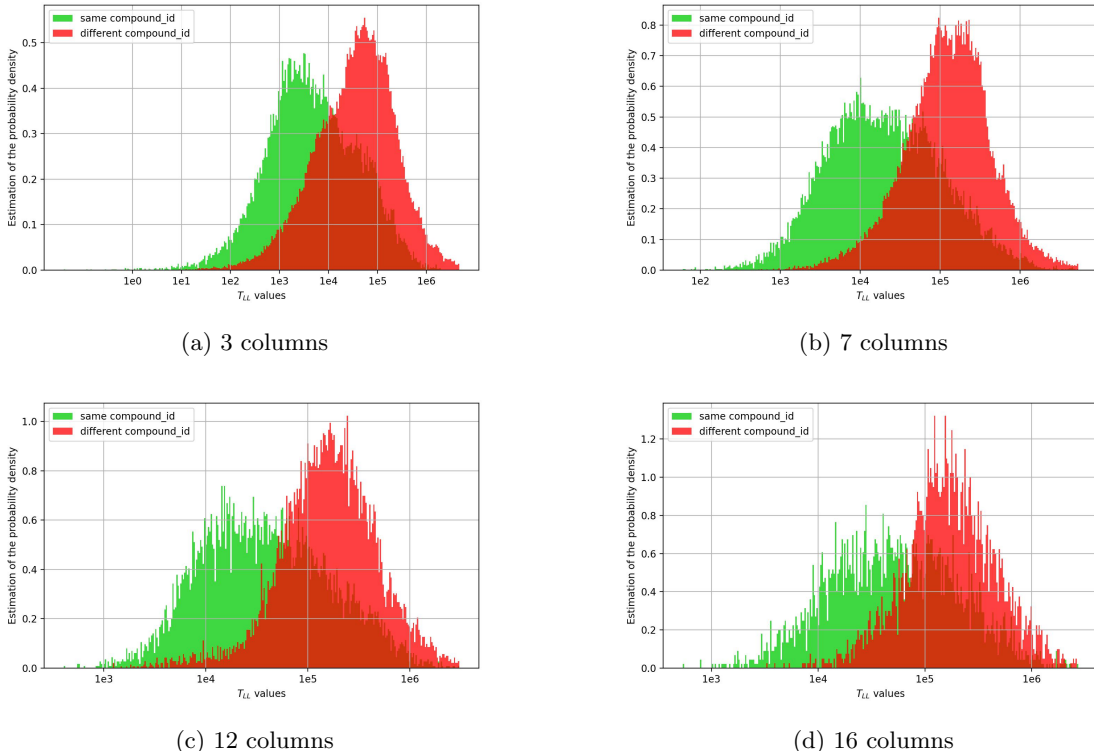 same compound_id
different compound_id
Estimation of the probability density
0.5
0.4
0.3
0.2
0.1
0.0
1e0 1e1 1e2 1e3 1e4 1e5 1e6
T_LL values
(a) 3 columns
same compound_id
different compound_id
Estimation of the probability density
0.8
0.7
0.6
0.5
0.4
0.3
0.2
0.1
0.0
1e2 1e3 1e4 1e5 1e6
T_LL values
(b) 7 columns
same compound_id
different compound_id
Estimation of the probability density
1.0
0.8
0.6
0.4
0.2
0.0
1e3 1e4 1e5 1e6
T_LL values
(c) 12 columns
same compound_id
different compound_id
Estimation of the probability density
1.2
1.0
0.8
0.6
0.4
0.2
0.0
1e3 1e4 1e5 1e6
T_LL values
(d) 16 columns